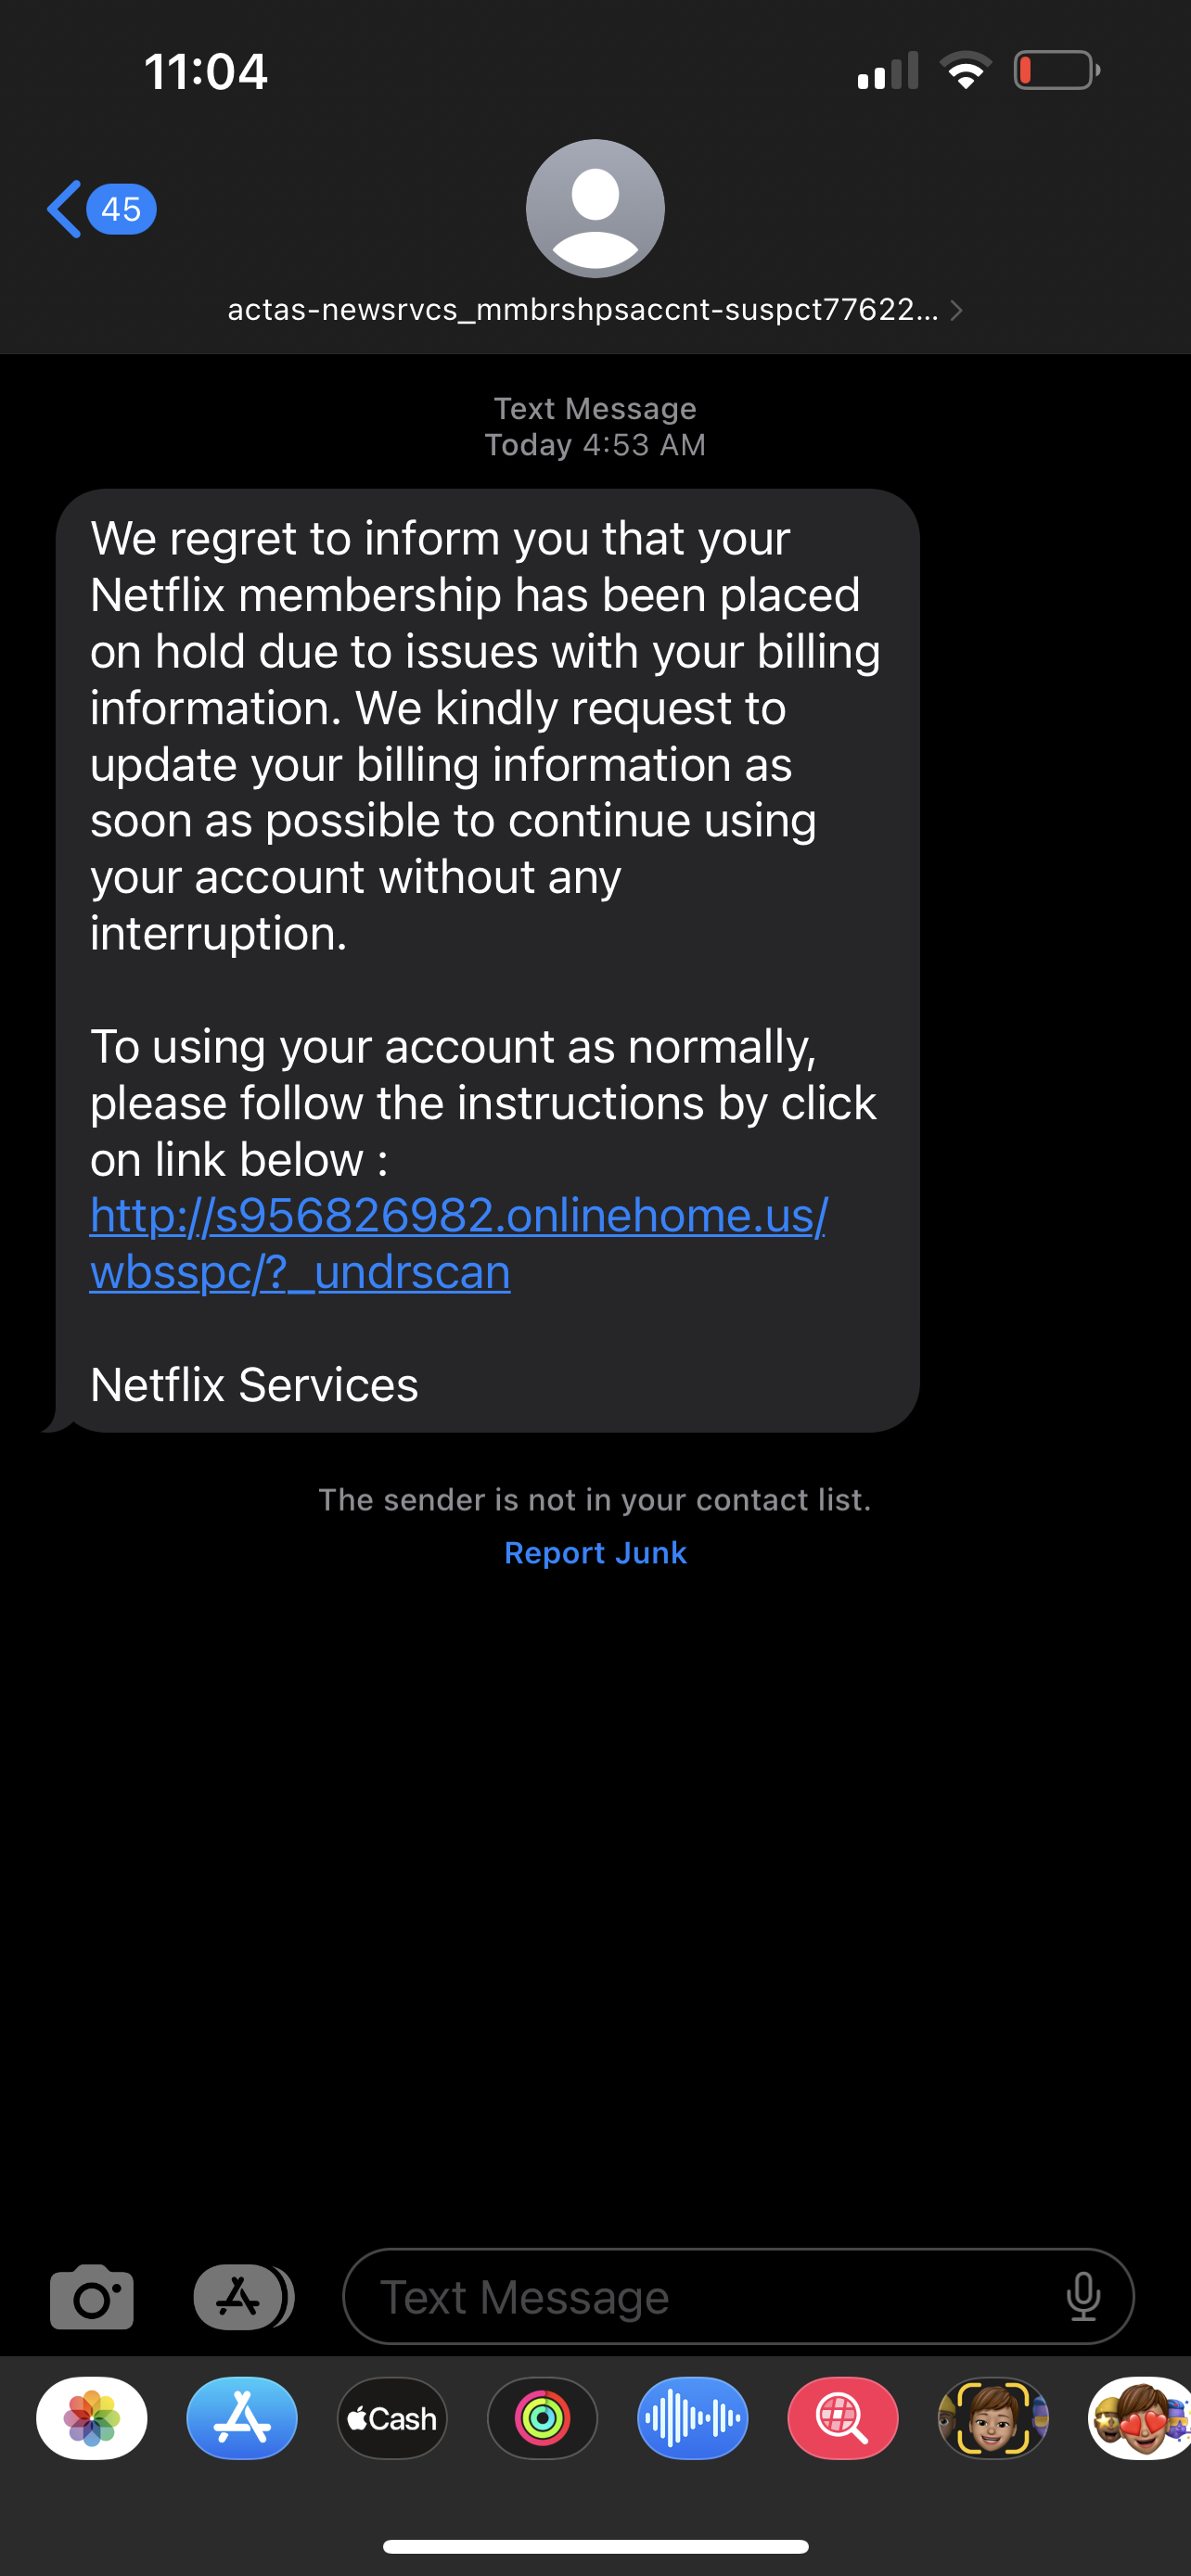 11:04
45
actas-newsrvcs_mmbrshpsaccnt-suspct77622...
Text Message
Today 4:53 AM
We regret to inform you that your
Netflix membership has been placed
on hold due to issues with your billing
information. We kindly request to
update your billing information as
soon as possible to continue using
your account without any
interruption.
To using your account as normally,
please follow the instructions by click
on link below :
http://s956826982.onlinehome.us/
wbsspc/?_undrscan
Netflix Services
The sender is not in your contact list.
Report Junk
Text Message
Cash